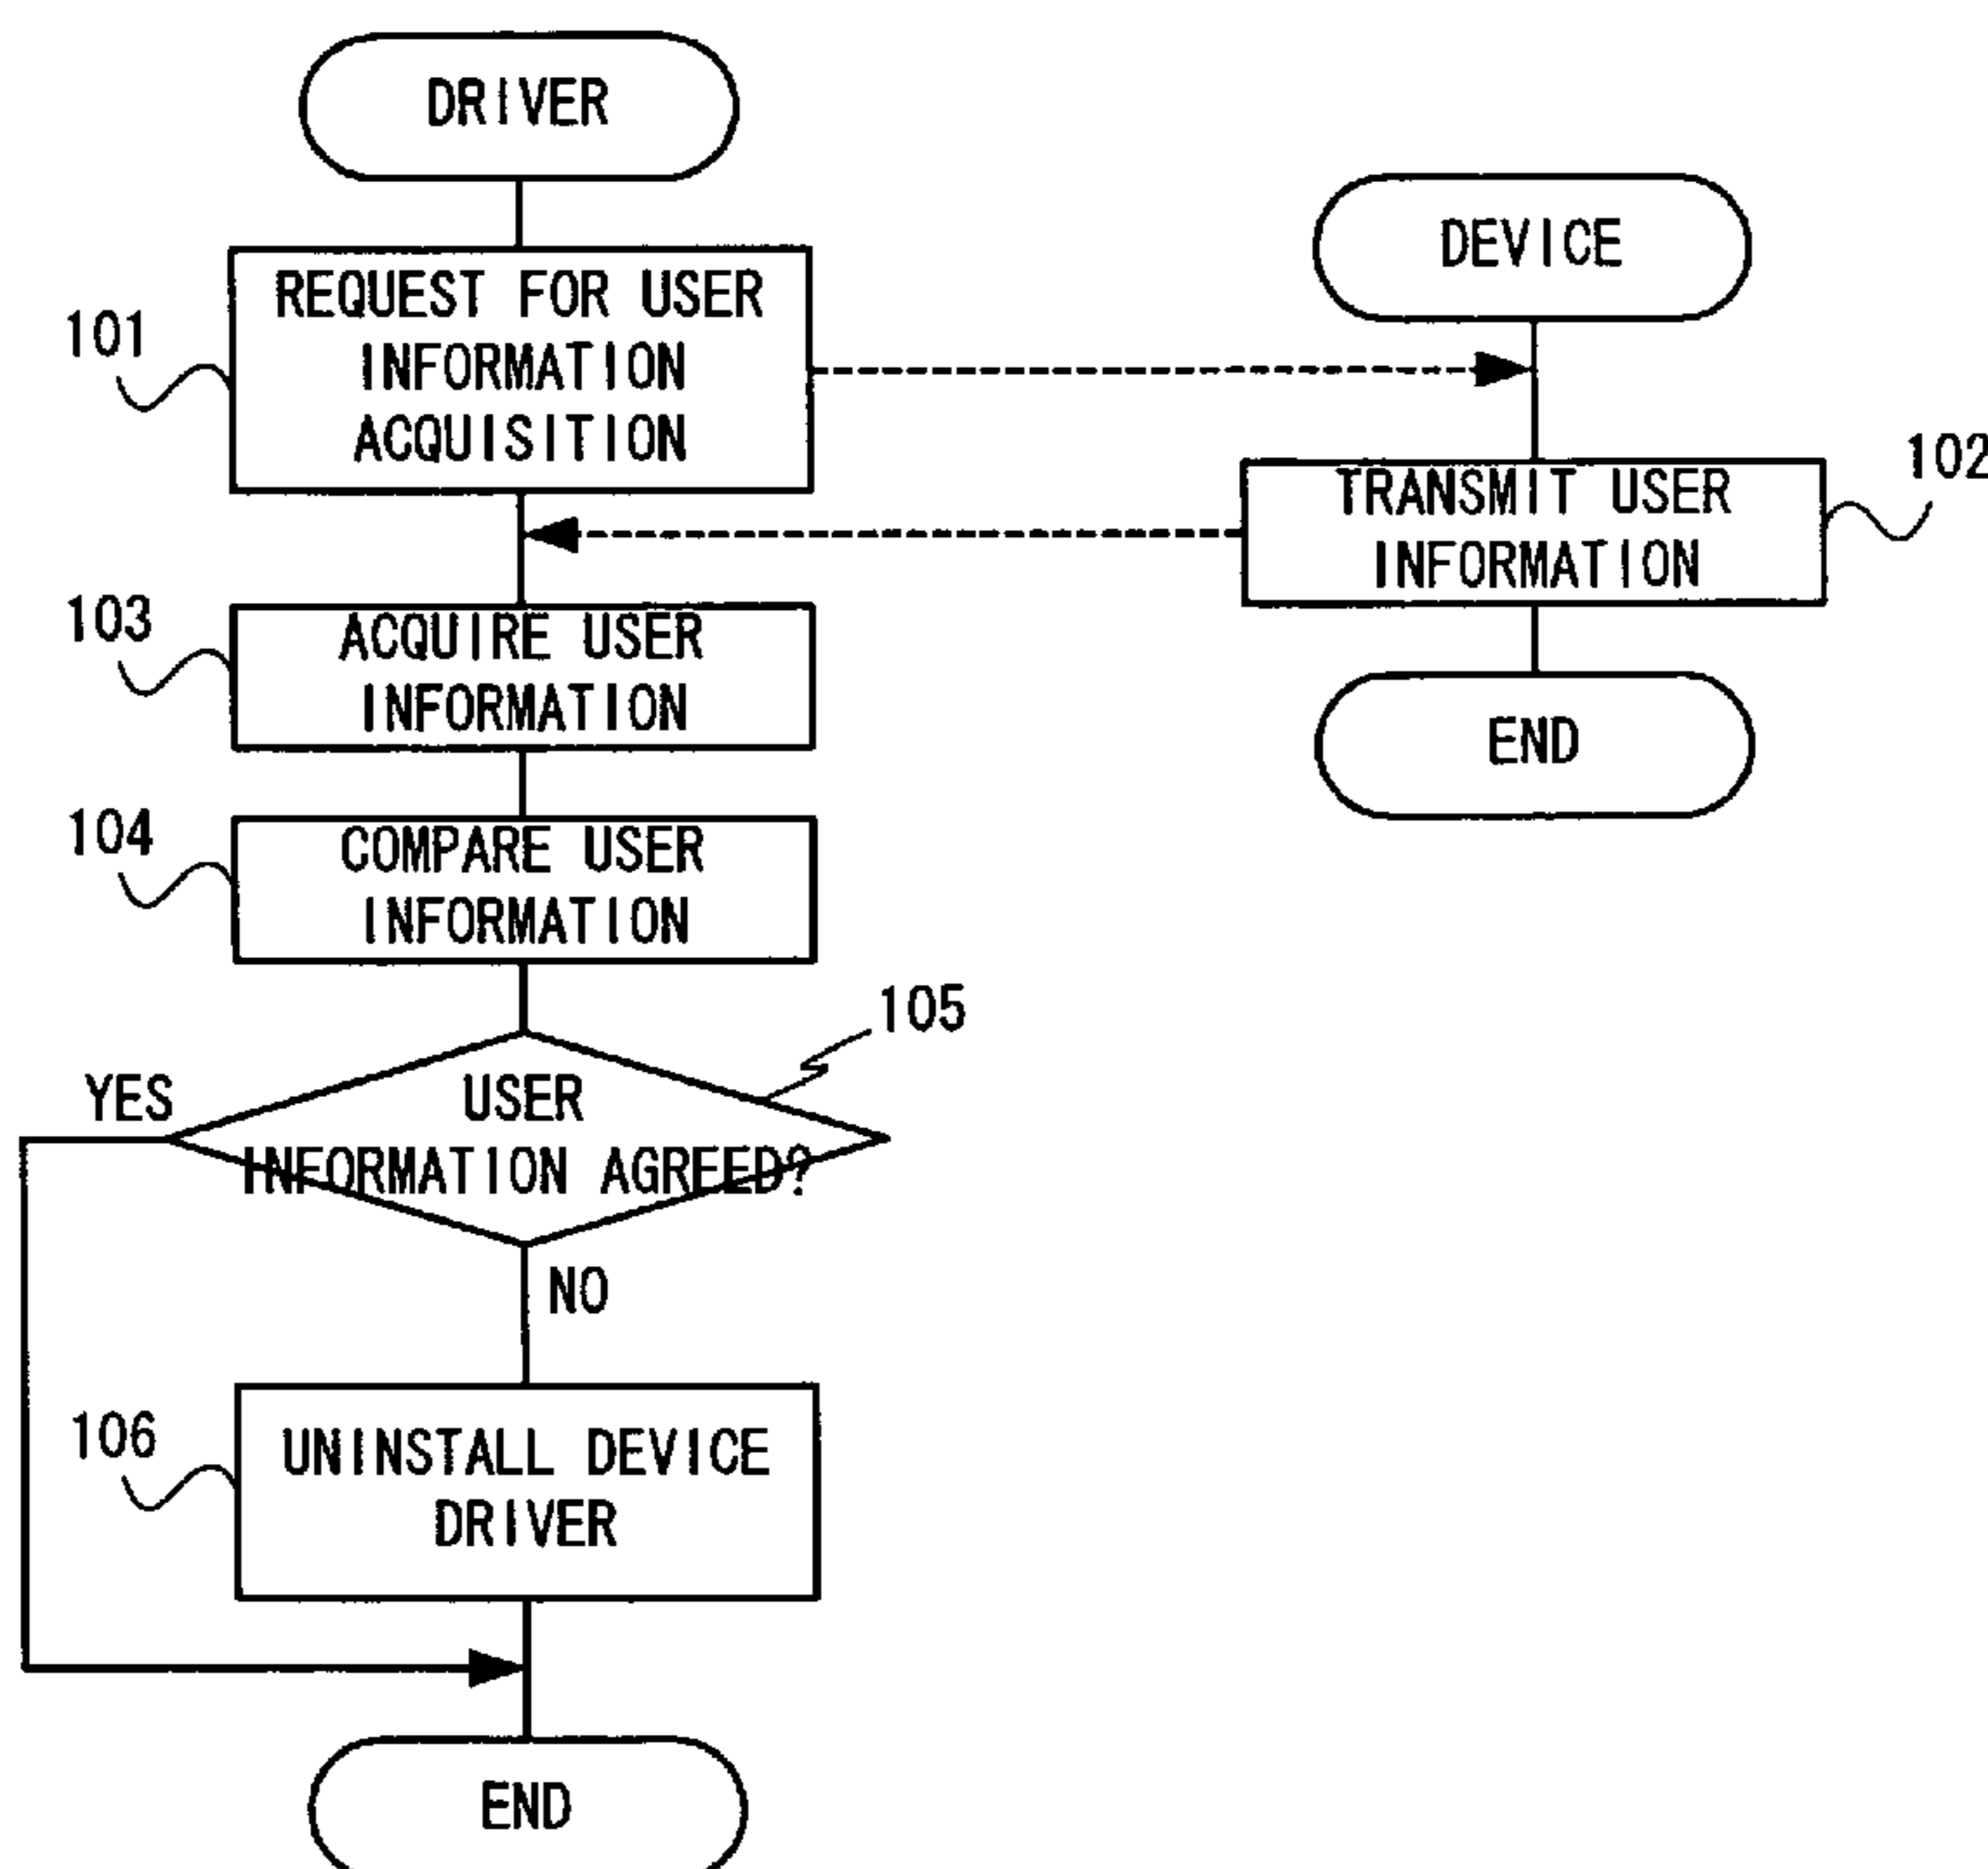 DRIVER
DEVICE
101
REQUEST FOR USER
INFORMATION
ACQUISITION
102
TRANSMIT USER
INFORMATION
END
103
ACQUIRE USER
INFORMATION
104
COMPARE USER
INFORMATION
105
YES
USER
INFORMATION AGREED?
NO
106
UNINSTALL DEVICE
DRIVER
END